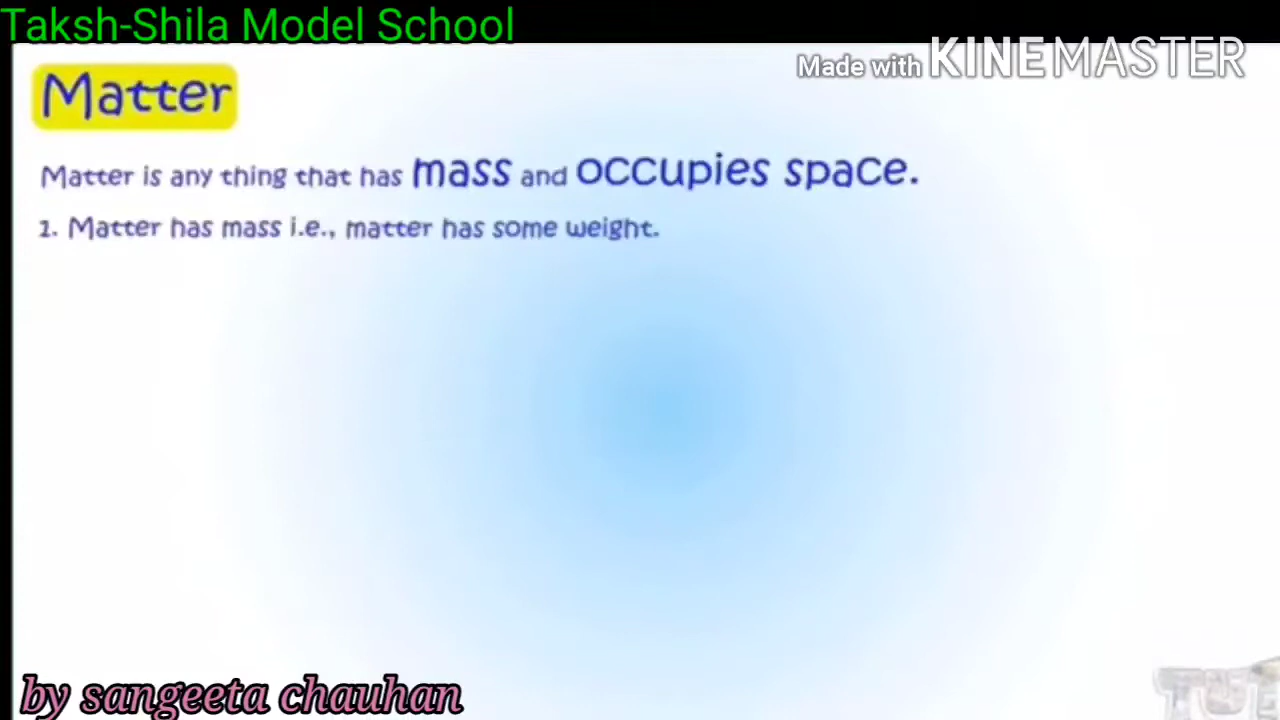 Taksh-Shila Model School
Made with KINEMASTER
Matter
Matter is any thing that has mass and occupies space.
1. Matter has mass i.e., matter has some weight.
by sangeeta chauhan